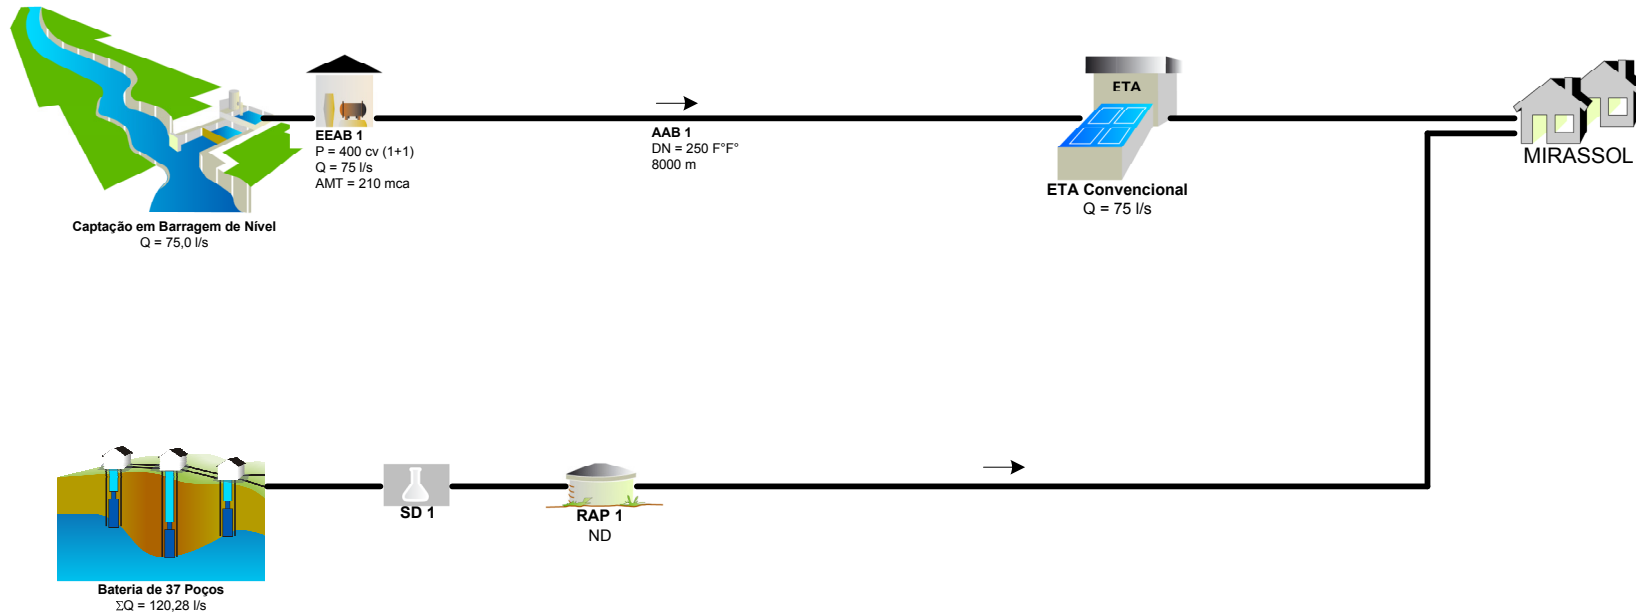 ETA
EEAB 1
P = 400 cv (1+1)
Q = 75 l/s
AMT = 210 mca
AAB 1
DN = 250 F°F°
8000 m
MIRASSOL
ETA Convencional
Q = 75 l/s
Captação em Barragem de Nível
Q = 75,0 l/s
SD 1
RAP 1
ND
Bateria de 37 Poços
ΣQ = 120,28 l/s